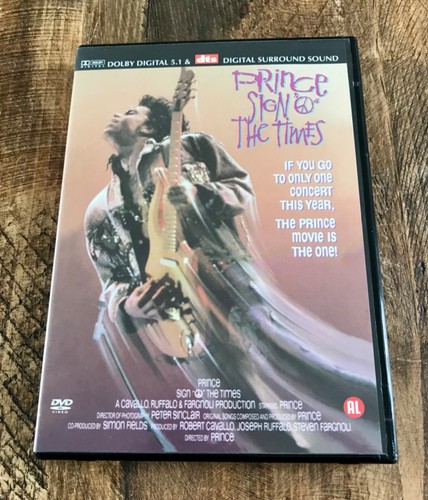 DOLBY DIGITAL 5.1 & dts DIGITAL SURROUND SOUND
PRINCE
SIGN "☮"
THE TIMES
IF YOU GO
TO ONLY ONE
CONCERT
THIS YEAR,
THE PRINCE
MOVIE IS
THE ONE!
DVD
VIDEO
AL
PRINCE
SIGN "☮" THE TIMES
A CAVALLO, RUFFALO & FARGNOLI PRODUCTION STARRING PRINCE
DIRECTOR OF PHOTOGRAPHY PETER SINCLAIR ORIGINAL SONGS COMPOSED AND PRODUCED BY PRINCE
CO-PRODUCED BY SIMON FIELDS PRODUCED BY ROBERT CAVALLO, JOSEPH RUFFALO, STEVEN FARGNOLI
DIRECTED BY PRINCE